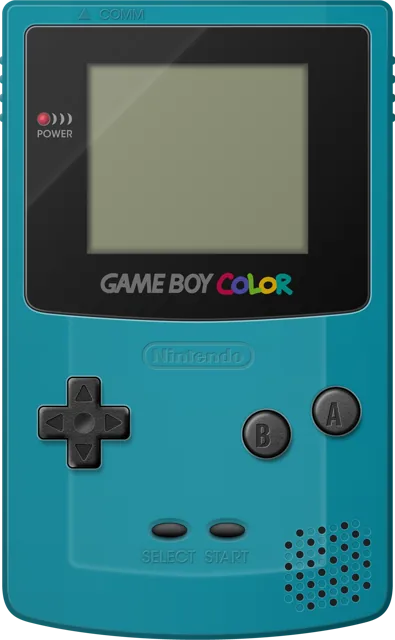 COMM
POWER
GAME BOY COLOR
Nintendo
A
B
SELECT START